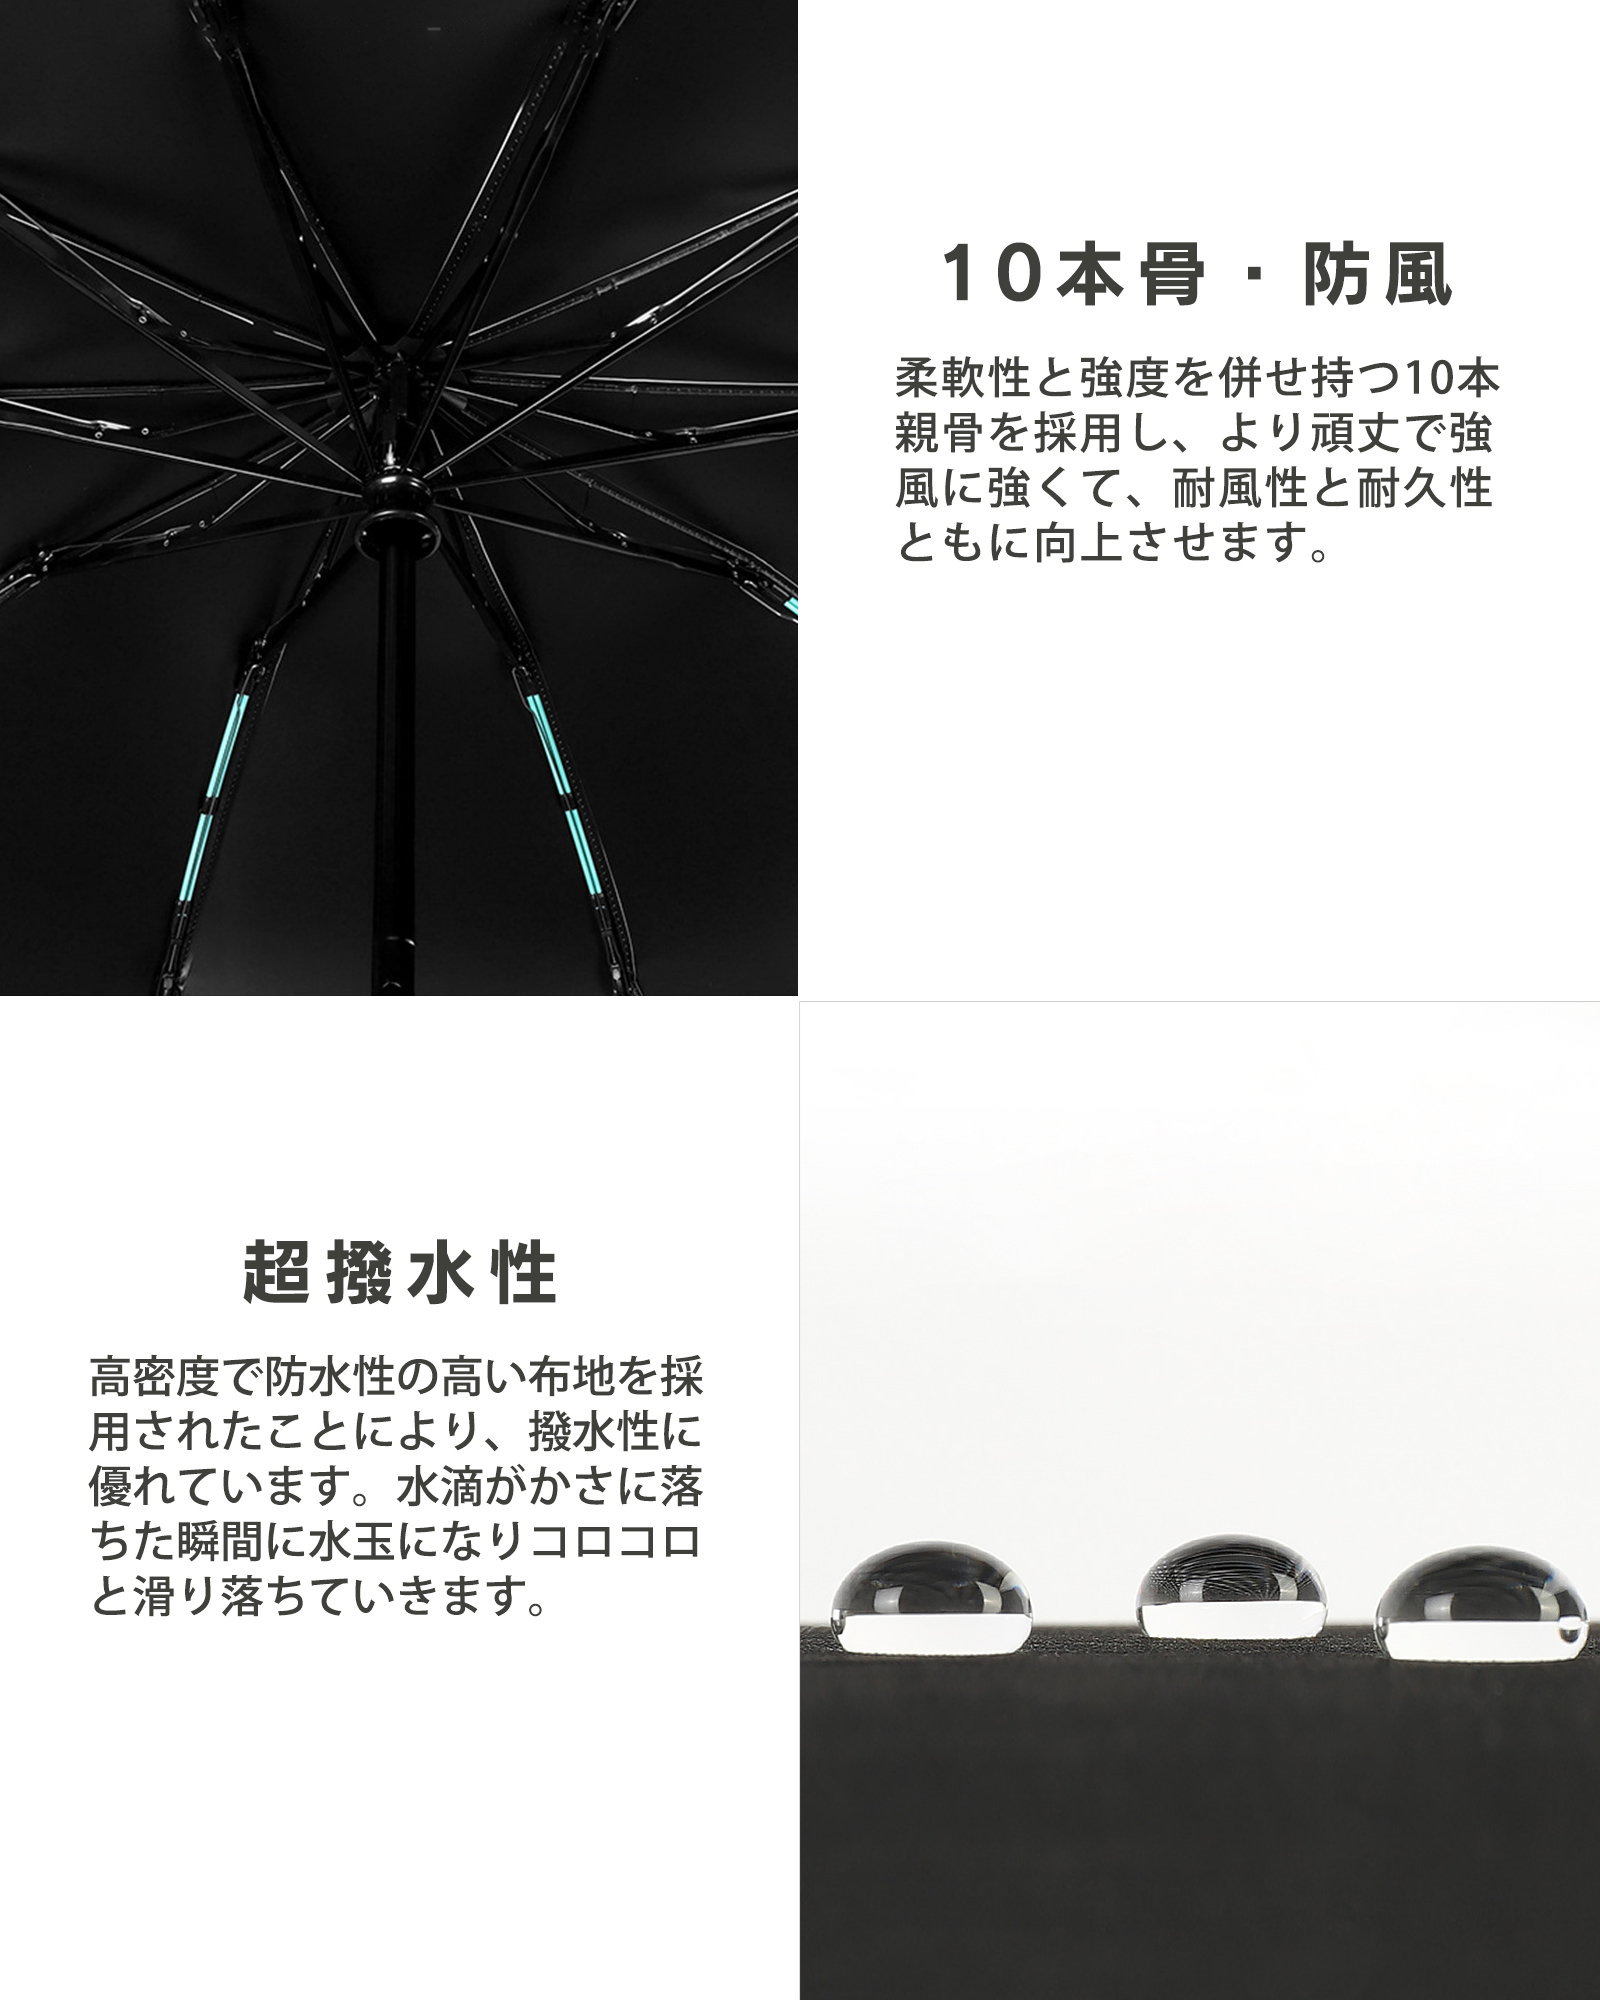 10本骨・防風
柔軟性と強度を併せ持つ10本
親骨を採用し、より頑丈で強
風に強くて、耐風性と耐久性
ともに向上させます。
超撥水性
高密度で防水性の高い布地を採
用されたことにより、撥水性に
優れています。水滴がかさに落
ちた瞬間に水玉になりコロコロ
と滑り落ちていきます。